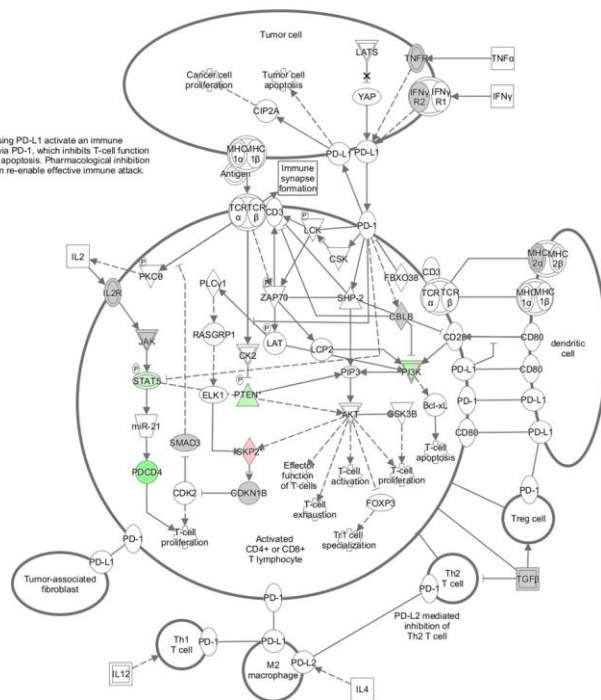 Tumor cell
LATS
TNFR
TNFα
Cancer cell
proliferation
Tumor cell
apoptosis
YAP
IFNγ
R2
IFNγ
R1
IFNγ
CIP2A
sing PD-L1 activate an immune
via PD-1, which inhibits T-cell function
apoptosis. Pharmacological inhibition
n re-enable effective immune attack.
PD-L1
PD-L1
MHC
1α
MHC
1β
Antigen
Immune
synapse
formation
TCR
α
TCR
β
CD3
LCK
PD-1
CSK
FBXO38
CD3
MHC
2α
MHC
2β
IL2
PKCθ
IL2R
PLCγ1
ZAP70
SHP-2
TCR
α
TCR
β
MHC
1α
MHC
1β
CBLB
RASGRP1
LAT
CD28
CD80
dendritic
cell
JAK
CK2
LCP2
STAT5
PIP3
PI3K
PD-L1
CD80
ELK1
PTEN
miR-21
AKT
GSK3B
Bcl-xL
PD-1
PD-L1
SMAD3
SKP2
CD80
PD-L1
T-cell
apoptosis
PDCD4
CDK2
CDKN1B
Effector
function
of T cells
T-cell
activation
T-cell
proliferation
T-cell
exhaustion
FOXP3
PD-1
Treg cell
T-cell
proliferation
Tr1 cell
specialization
PD-1
Activated
CD4+ or CD8+
T lymphocyte
PD-L1
Tumor-associated
fibroblast
Th2
T cell
PD-1
TGFβ
PD-1
PD-L2 mediated
inhibition of
Th2 T cell
Th1
T cell
PD-1
PD-L1
PD-L2
IL12
M2
macrophage
IL4